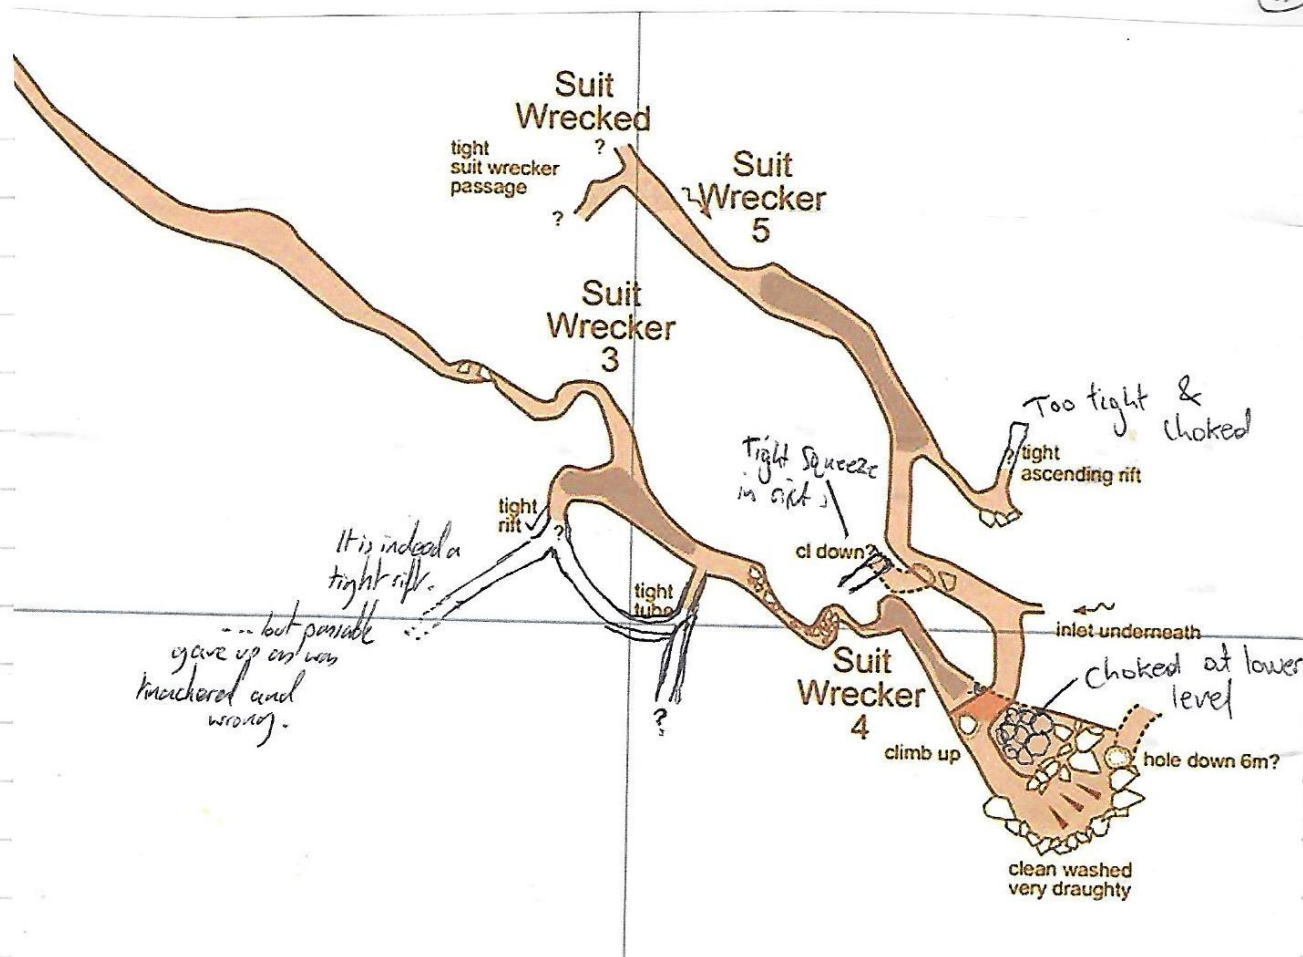 Suit
Wrecked
?
tight
suit wrecker
passage
?
Suit
Wrecker
5
Suit
Wrecker
3
Too tight &
choked
?
tight
ascending rift
Tight squeeze
in rift
cl down?
tight
rift
?
It is indeed a
tight rift.
... but passable
gave up as was
knackered and
wrong.
tight
tube
?
inlet underneath
Suit
Wrecker
4
choked at lower
level
climb up
hole down 6m?
clean washed
very draughty